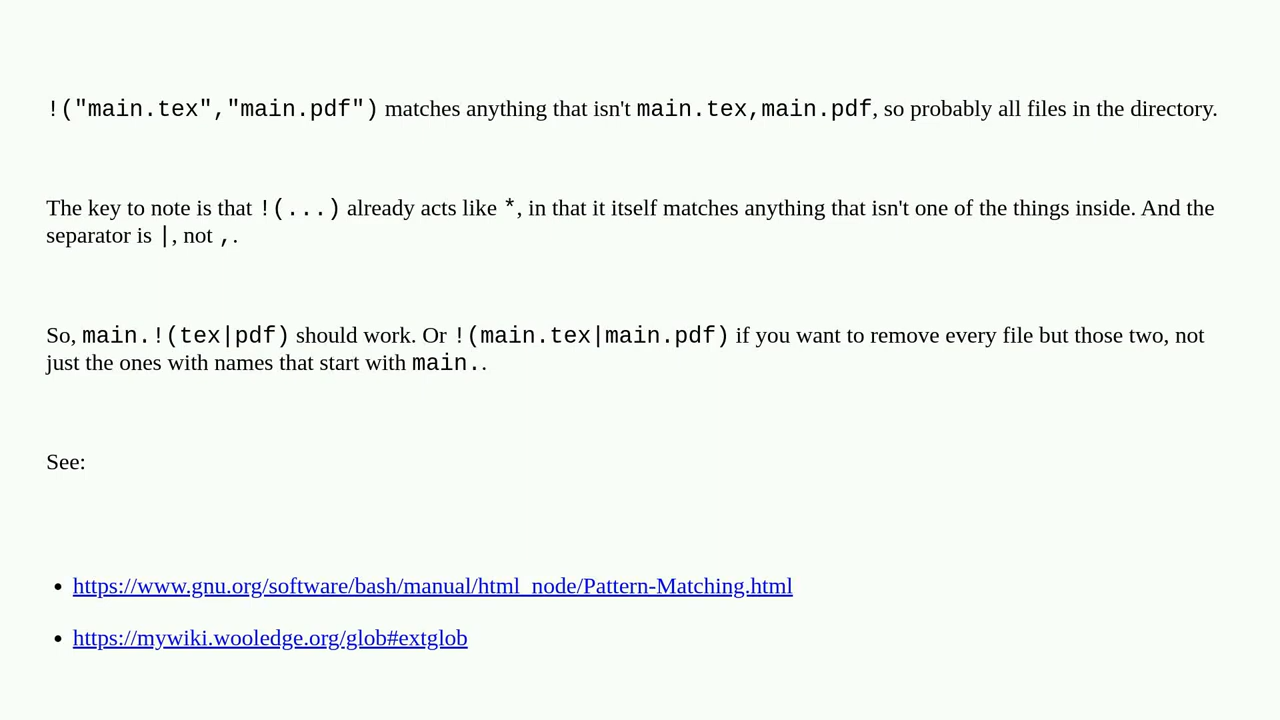 !("main.tex","main.pdf") matches anything that isn't main.tex,main.pdf, so probably all files in the directory.
The key to note is that !(...) already acts like *, in that it itself matches anything that isn't one of the things inside. And the
separator is |, not ,.
So, main.!(tex|pdf) should work. Or !(main.tex|main.pdf) if you want to remove every file but those two, not
just the ones with names that start with main..
See:
• https://www.gnu.org/software/bash/manual/html_node/Pattern-Matching.html
• https://mywiki.wooledge.org/glob#extglob